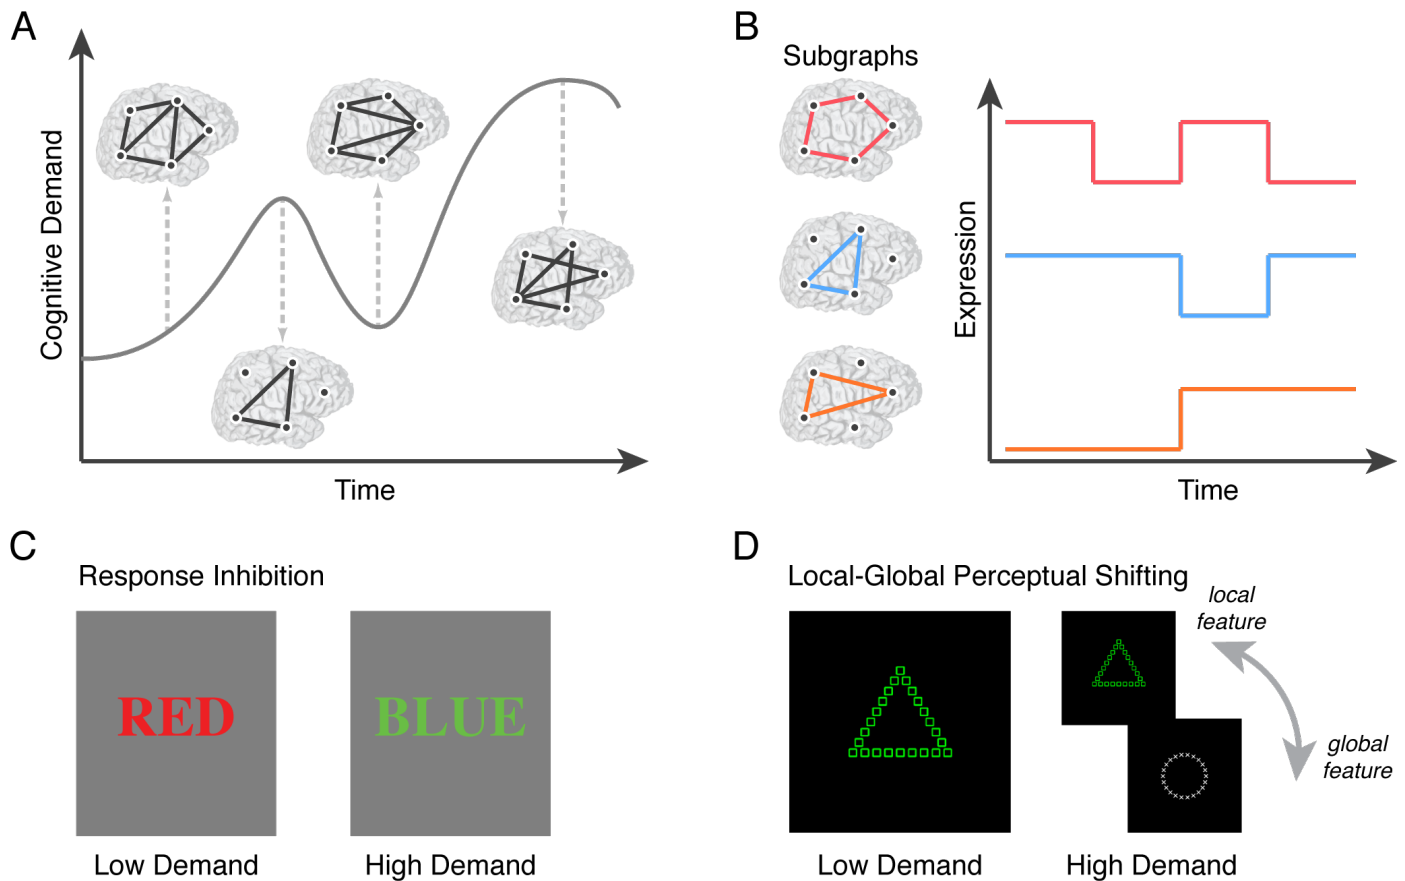 A
Cognitive Demand
Time
B
Subgraphs
Expression
Time
C
Response Inhibition
RED
BLUE
Low Demand
High Demand
D
Local-Global Perceptual Shifting
local
feature
global
feature
Low Demand
High Demand